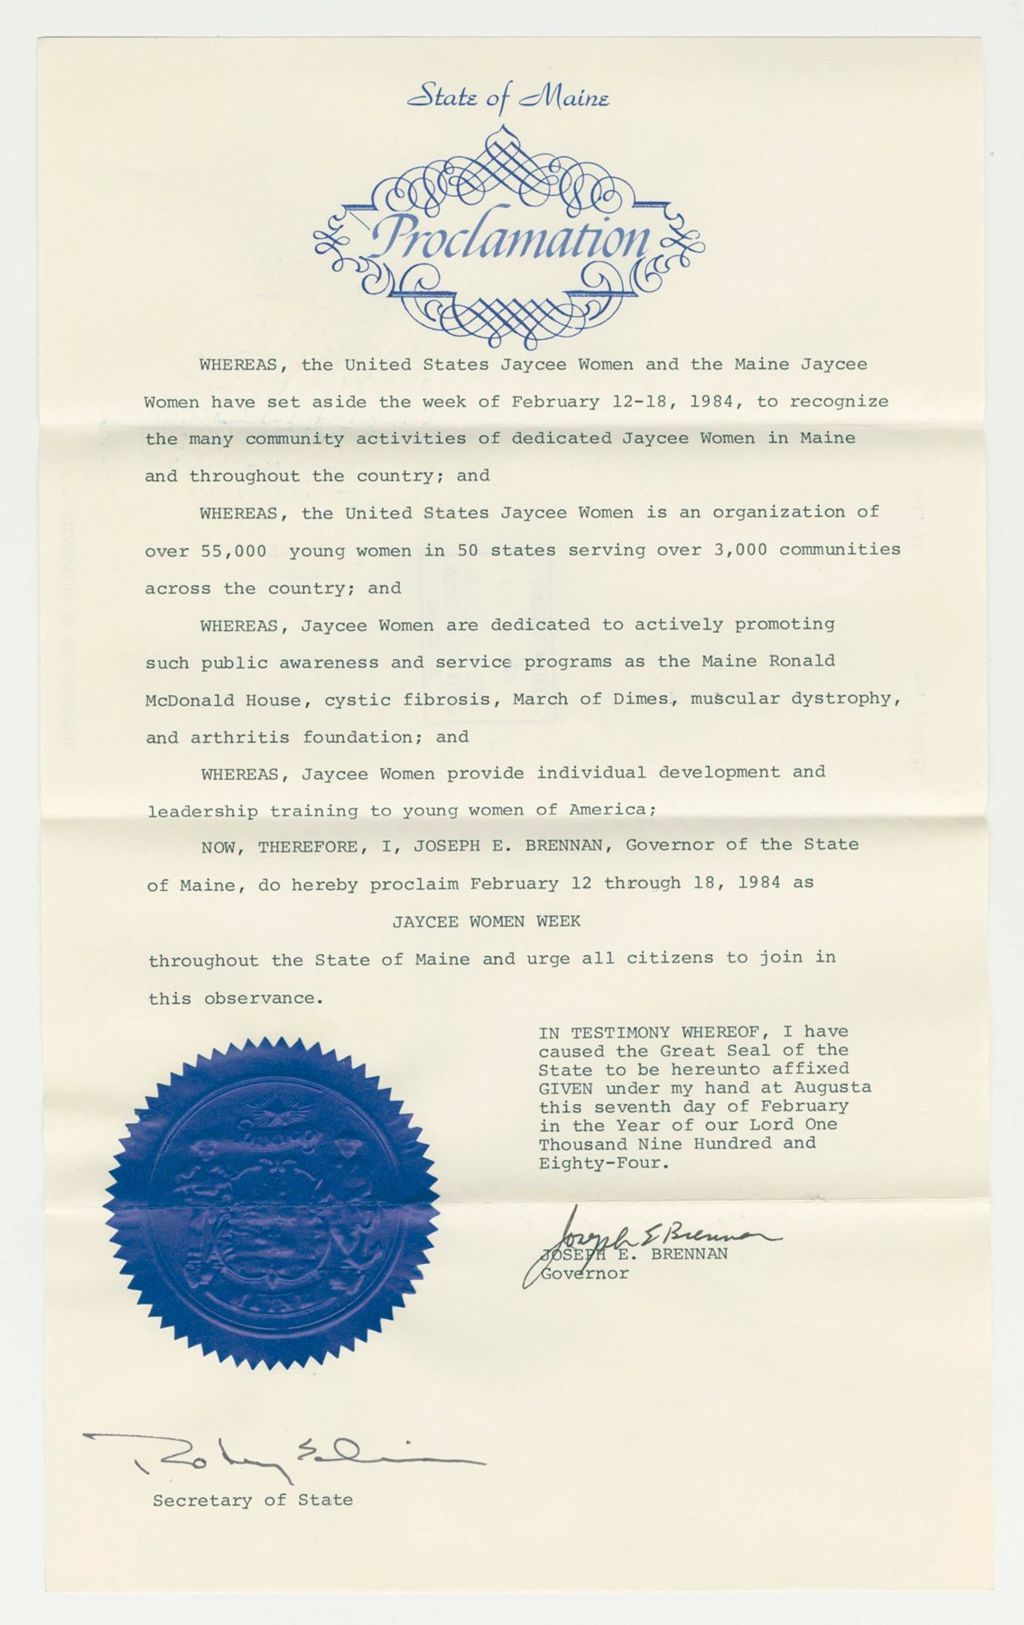 State of Maine
Proclamation
WHEREAS, the United States Jaycee Women and the Maine Jaycee
Women have set aside the week of February 12-18, 1984, to recognize
the many community activities of dedicated Jaycee Women in Maine
and throughout the country; and
WHEREAS, the United States Jaycee Women is an organization of
over 55,000 young women in 50 states serving over 3,000 communities
across the country; and
WHEREAS, Jaycee Women are dedicated to actively promoting
such public awareness and service programs as the Maine Ronald
McDonald House, cystic fibrosis, March of Dimes, muscular dystrophy,
and arthritis foundation; and
WHEREAS, Jaycee Women provide individual development and
leadership training to young women of America;
NOW, THEREFORE, I, JOSEPH E. BRENNAN, Governor of the State
of Maine, do hereby proclaim February 12 through 18, 1984 as
JAYCEE WOMEN WEEK
throughout the State of Maine and urge all citizens to join in
this observance.
IN TESTIMONY WHEREOF, I have
caused the Great Seal of the
State to be hereunto affixed
GIVEN under my hand at Augusta
this seventh day of February
in the Year of our Lord One
Thousand Nine Hundred and
Eighty-Four.
Joseph E Brennan
JOSEPH E. BRENNAN
Governor
Secretary of State